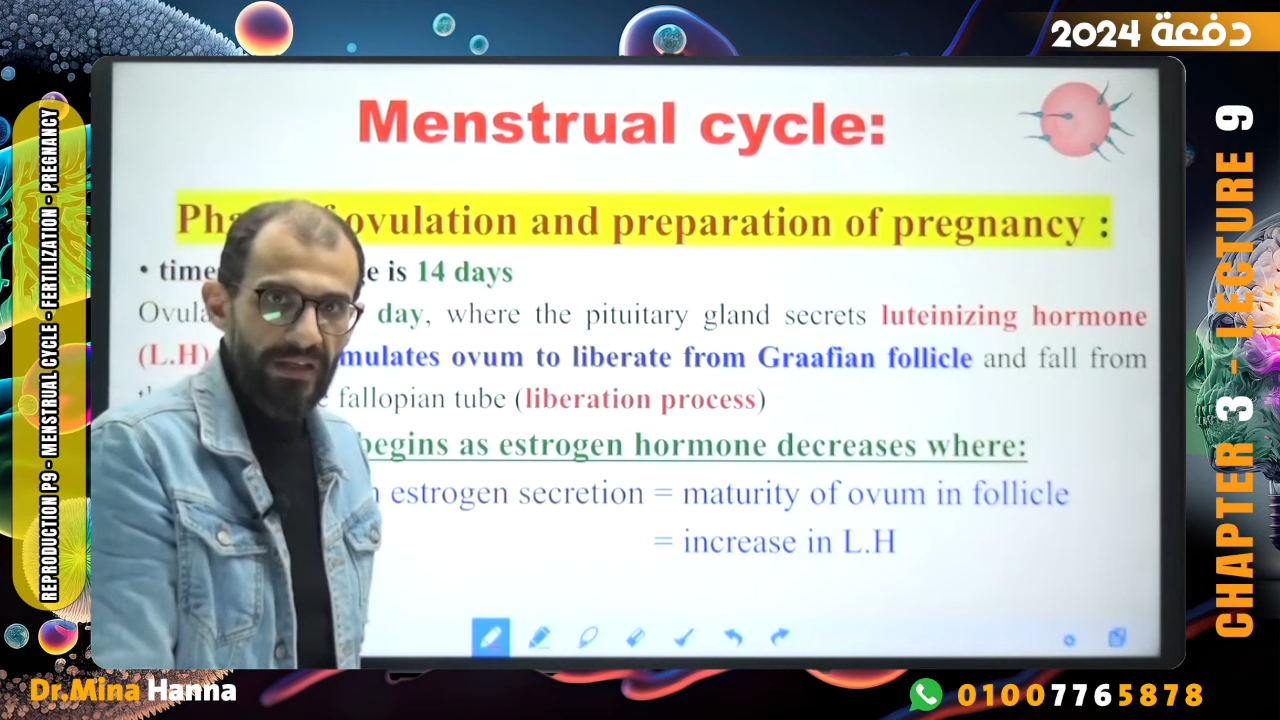 دفعة 2024
Menstrual cycle:
Pha ovulation and preparation of pregnancy :
• time e is 14 days
Ovula day, where the pituitary gland secrets luteinizing hormone
(L.H) mulates ovum to liberate from Graafian follicle and fall from
fallopian tube (liberation process)
begins as estrogen hormone decreases where:
estrogen secretion = maturity of ovum in follicle
= increase in L.H
REPRODUCTION P9 - MENSTRUAL CYCLE - FERTILIZATION - PREGNANCY
CHAPTER 3 - LECTURE 9
Dr.Mina Hanna
01007765878